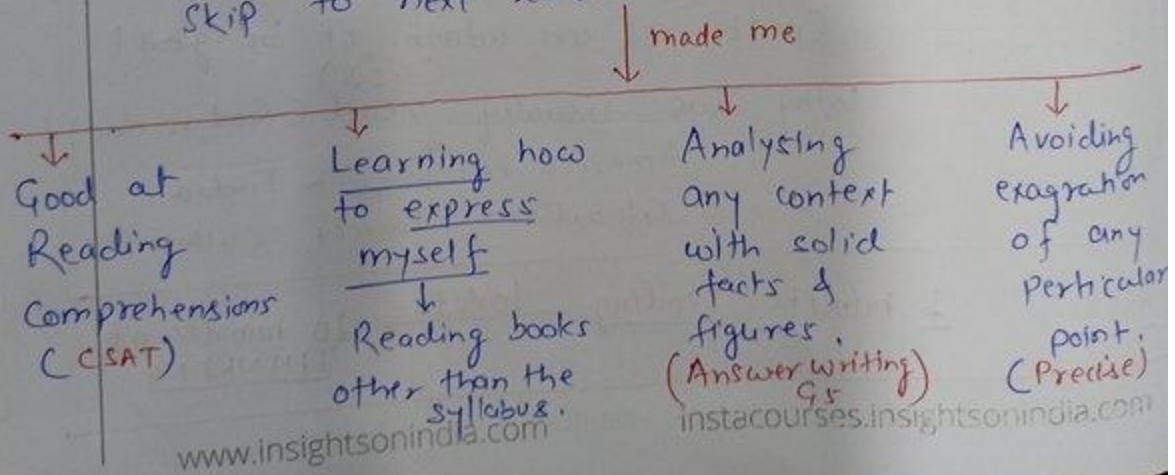 Skip to next
made me
Good at
Reading
Comprehensions
(CSAT)
Learning how
to express
myself
Reading books
other than the
syllabus.
Analysing
any context
with solid
facts &
figures.
(Answer writing)
GS
Avoiding
exagration
of any
Perticular
point.
(Precise)
www.insightsonindia.com
instacourses.insightsonindia.com